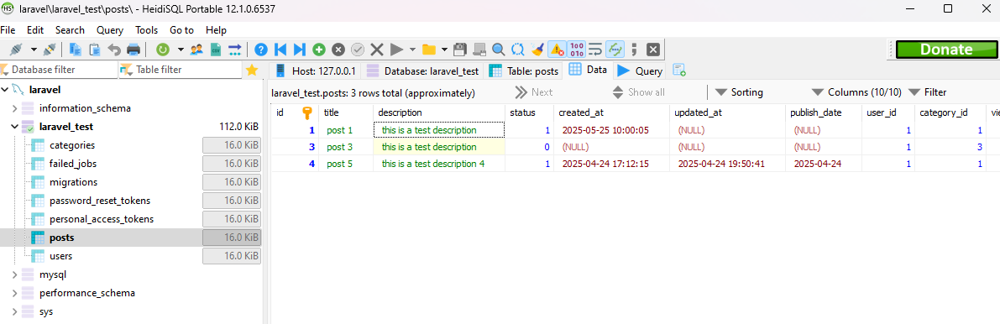 laravel\laravel_test\posts\ - HeidiSQL Portable 12.1.0.6537
File Edit Search Query Tools Go to Help
Donate
Database filter Table filter Host: 127.0.0.1 Database: laravel_test Table: posts Data Query
laravel
information_schema
laravel_test 112.0 KiB
categories 16.0 KiB
failed_jobs 16.0 KiB
migrations 16.0 KiB
password_reset_tokens 16.0 KiB
personal_access_tokens 16.0 KiB
posts 16.0 KiB
users 16.0 KiB
mysql
performance_schema
sys
laravel_test.posts: 3 rows total (approximately) Next Show all Sorting Columns (10/10) Filter
id title description status created_at updated_at publish_date user_id category_id vie
1 post 1 this is a test description 1 2025-05-25 10:00:05 (NULL) (NULL) 1 1
3 post 3 this is a test description 0 (NULL) (NULL) (NULL) 1 3
4 post 5 this is a test description 4 1 2025-04-24 17:12:15 2025-04-24 19:50:41 2025-04-24 1 1